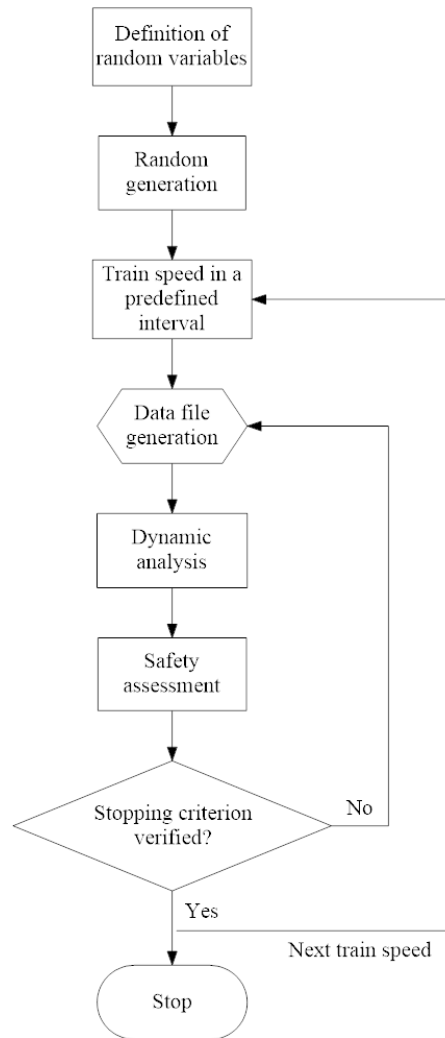 Definition of
random variables
Random
generation
Train speed in a
predefined
interval
Data file
generation
Dynamic
analysis
Safety
assessment
Stopping criterion
verified?
No
Yes
Next train speed
Stop